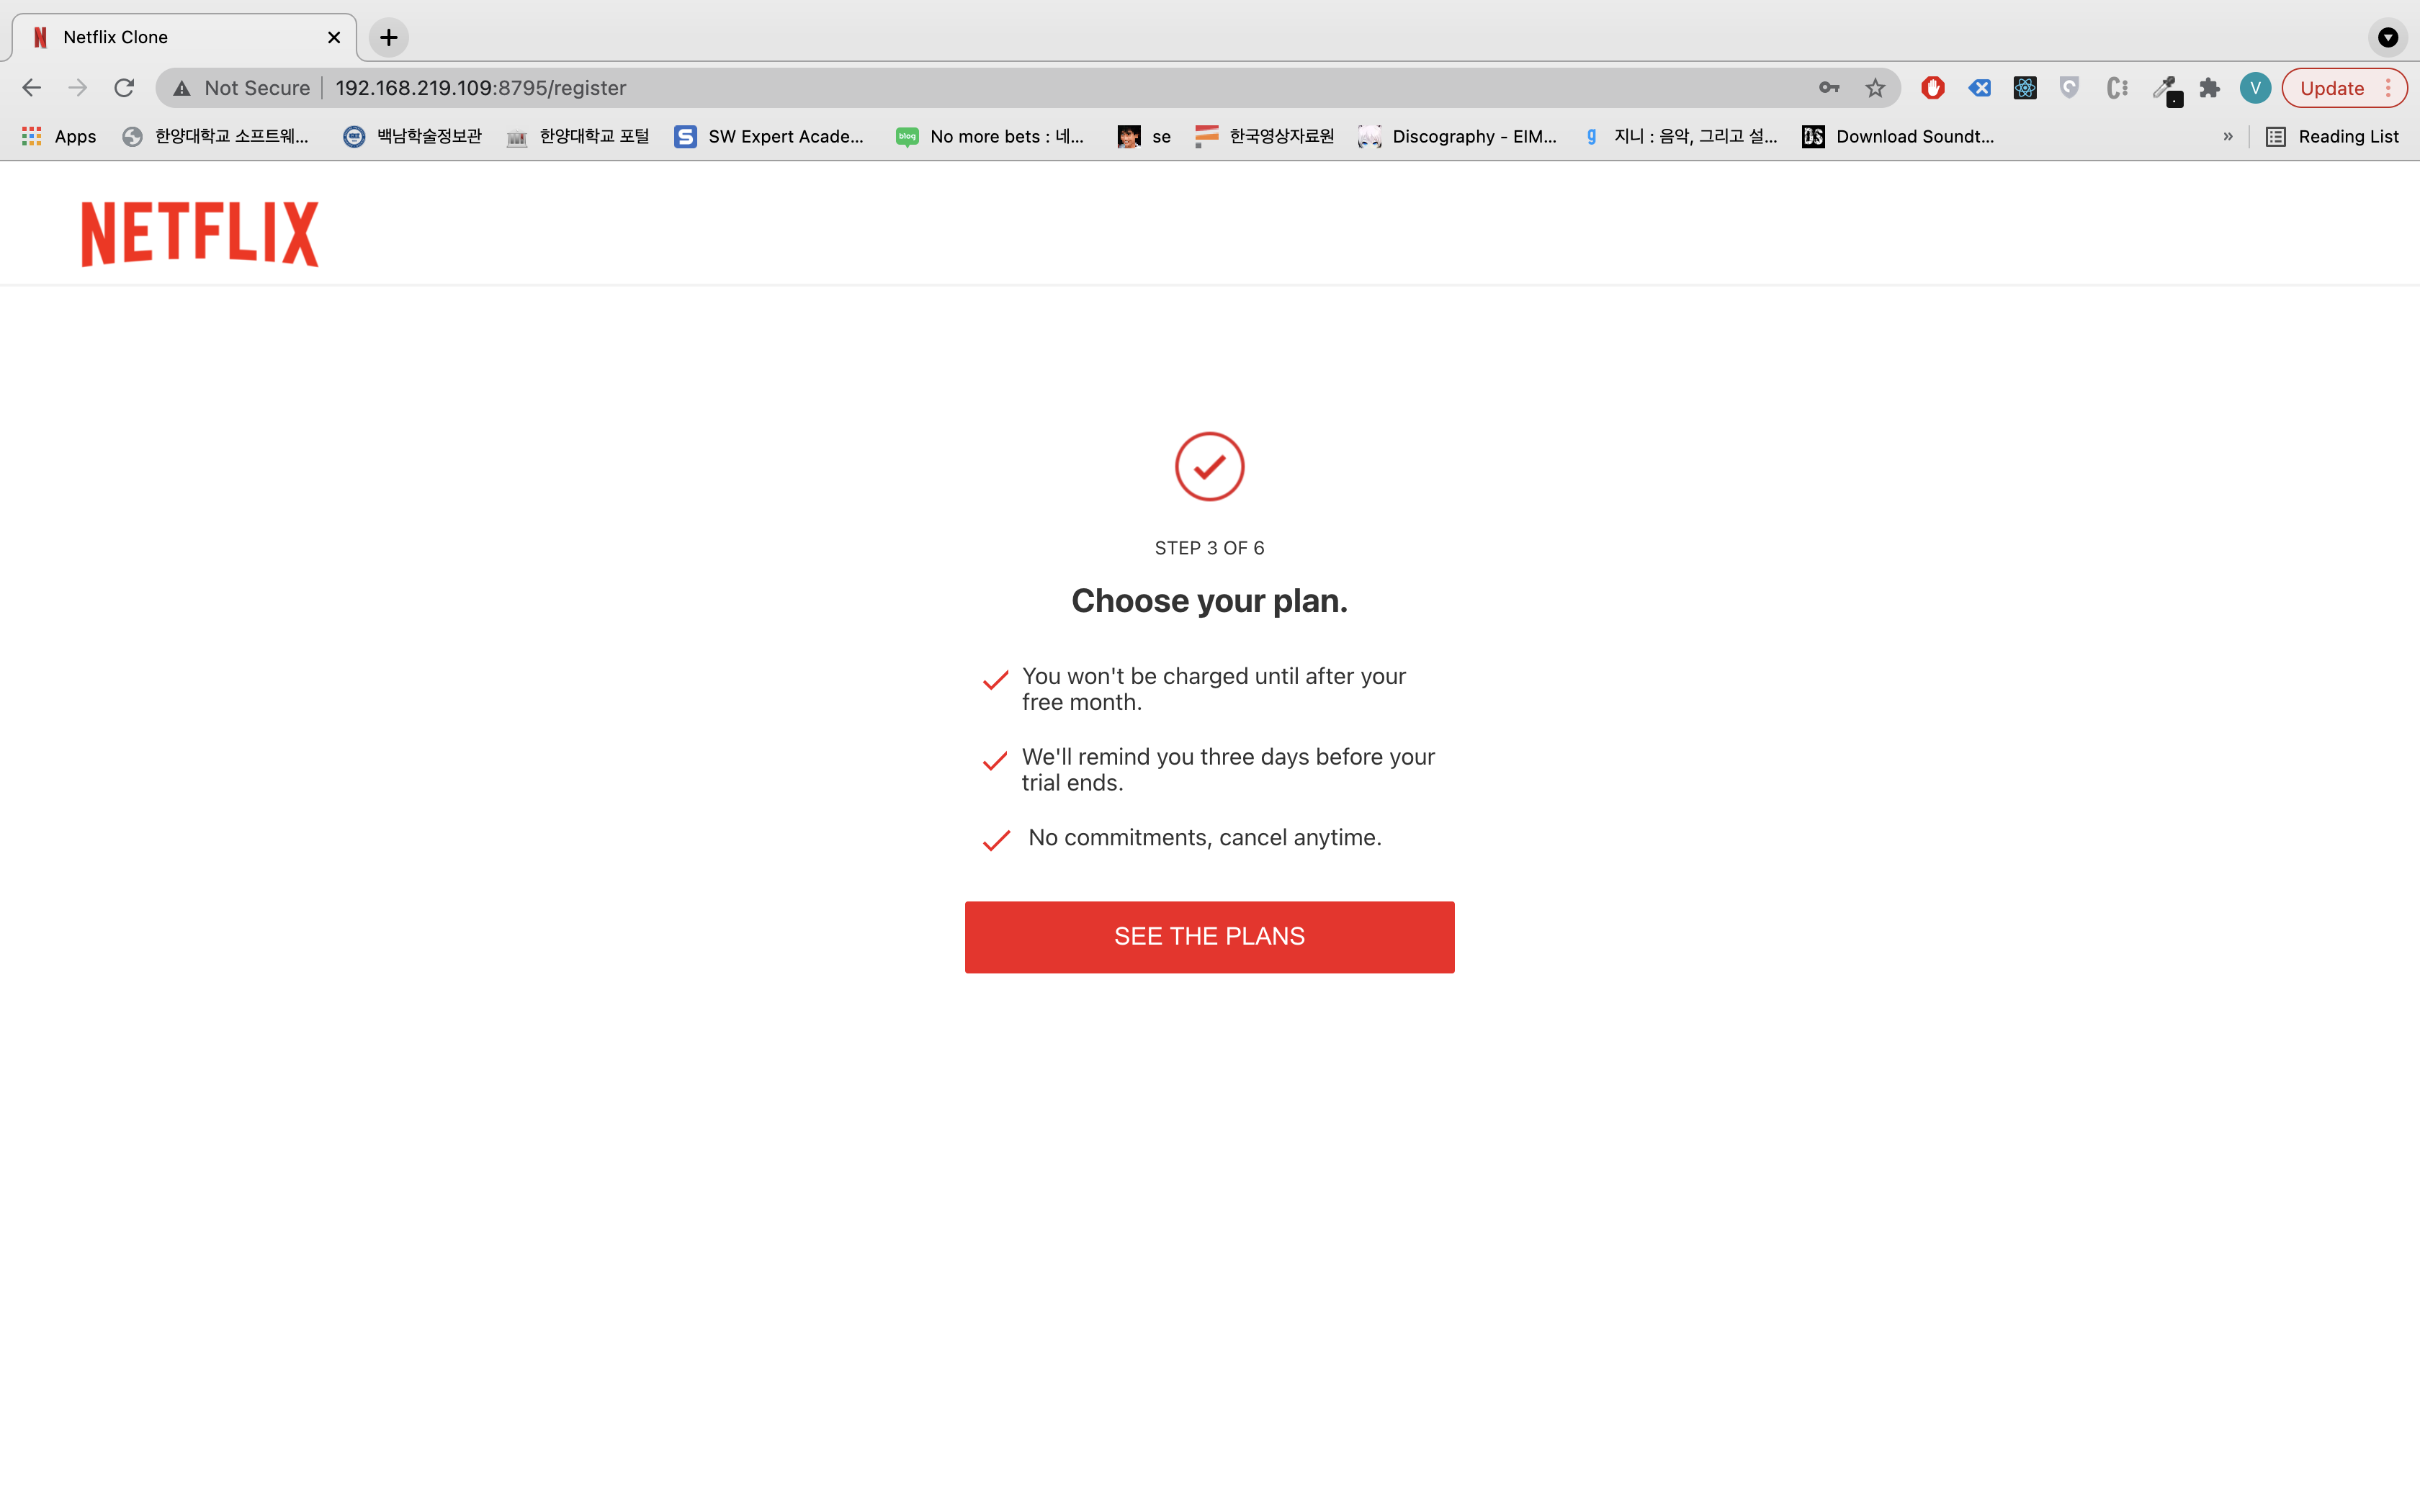 Netflix Clone
Not Secure 192.168.219.109:8795/register
V
Update
Apps
한양대학교 소프트웨...
백남학술정보관
한양대학교 포털
S SW Expert Acade...
blog No more bets : 네...
se
한국영상자료원
Discography - EIM...
g 지니 : 음악, 그리고 설...
DS Download Soundt...
»
Reading List
NETFLIX
STEP 3 OF 6
Choose your plan.
You won't be charged until after your
free month.
We'll remind you three days before your
trial ends.
No commitments, cancel anytime.
SEE THE PLANS